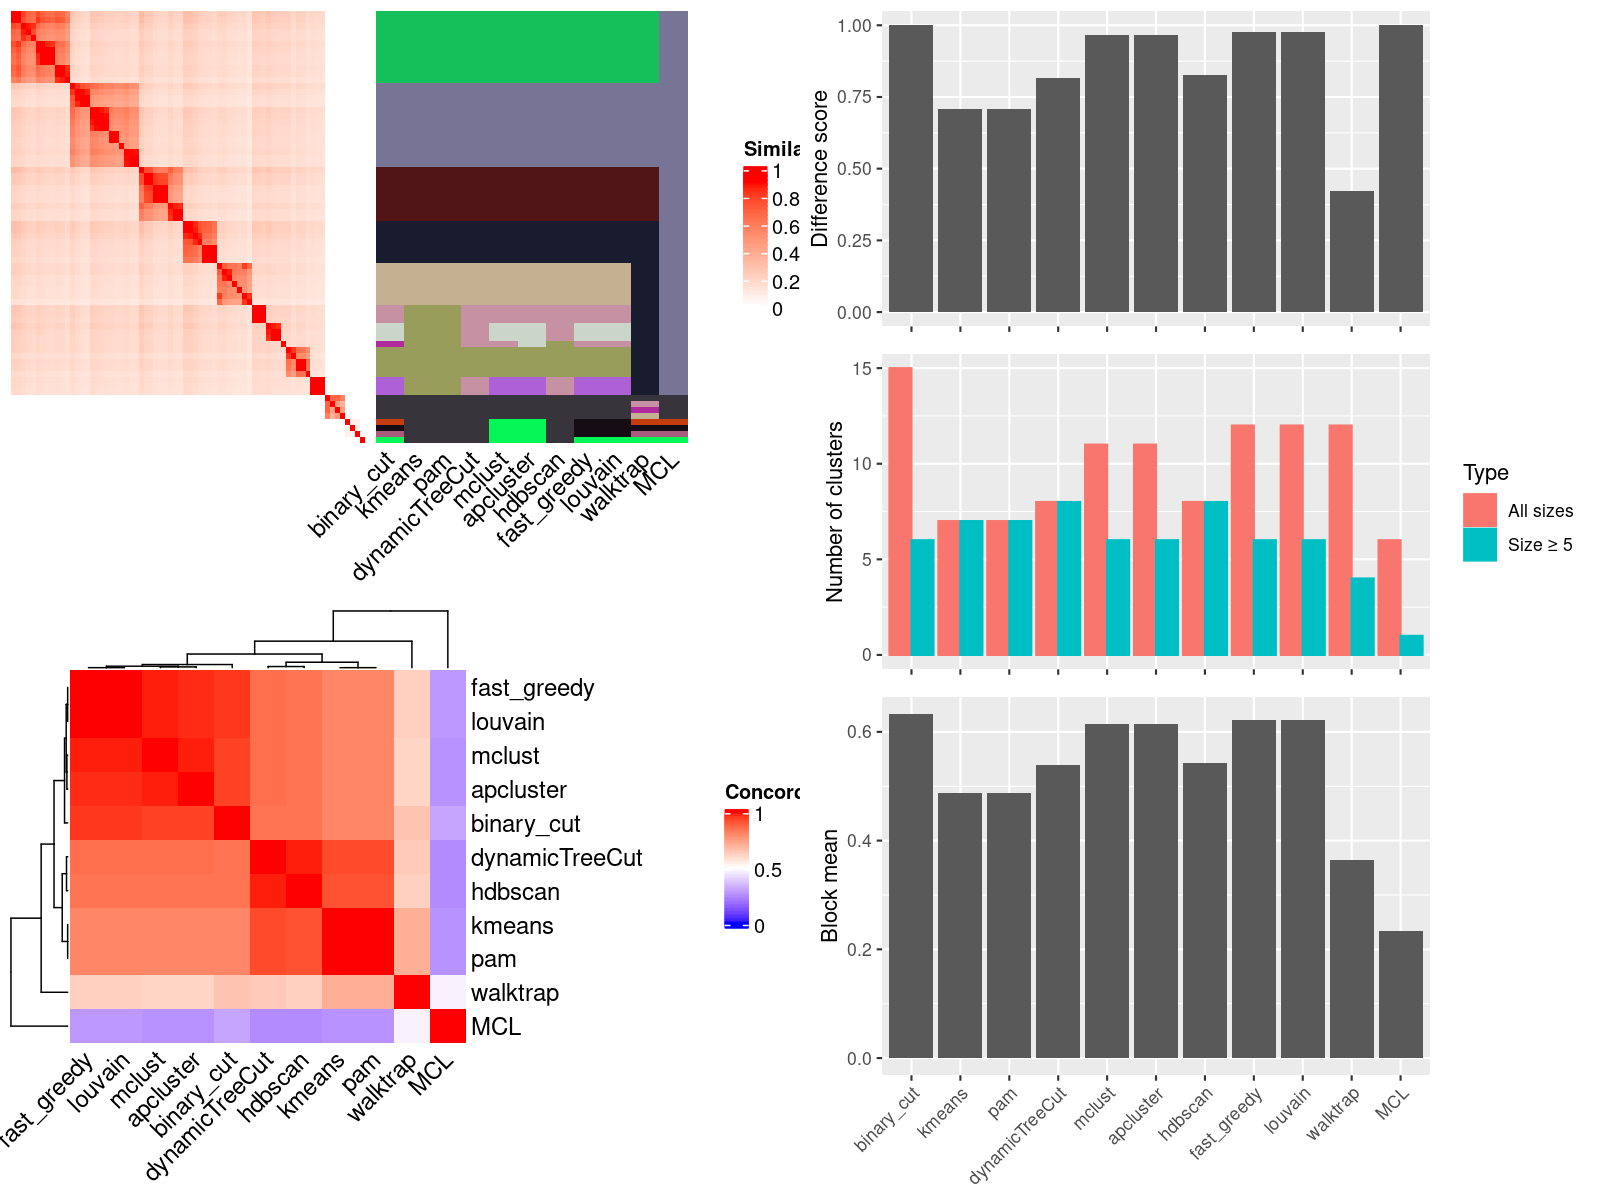 Simila
1
0.8
0.6
0.4
0.2
0
binary_cut
kmeans
pam
dynamicTreeCut
mclust
apcluster
hdbscan
fast_greedy
louvain
walktrap
MCL
fast_greedy
louvain
mclust
apcluster
binary_cut
dynamicTreeCut
hdbscan
kmeans
pam
walktrap
MCL
fast_greedy
louvain
mclust
apcluster
binary_cut
dynamicTreeCut
hdbscan
kmeans
pam
walktrap
MCL
Concord
1
0.5
0
Difference score
1.00
0.75
0.50
0.25
0.00
Number of clusters
15
10
5
0
Type
All sizes
Size ≥ 5
Block mean
0.6
0.4
0.2
0.0
binary_cut
kmeans
pam
dynamicTreeCut
mclust
apcluster
hdbscan
fast_greedy
louvain
walktrap
MCL